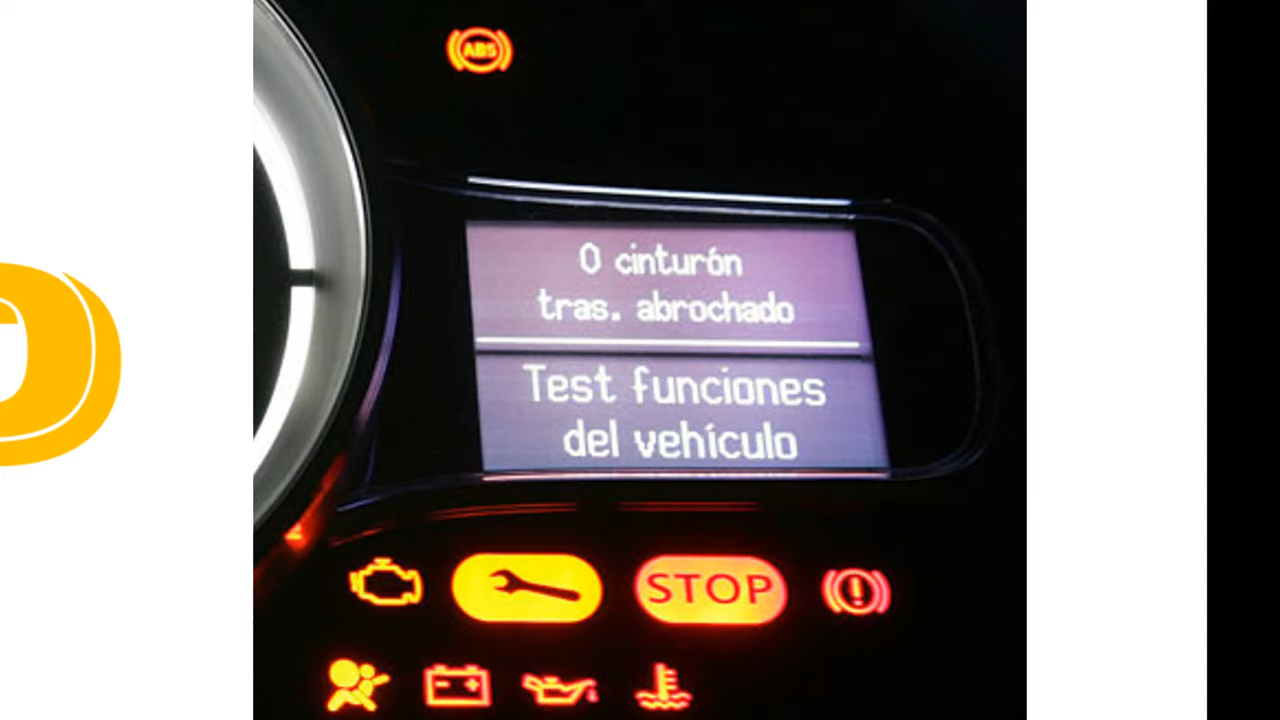 ABS
0 cinturón
tras. abrochado
Test funciones
del vehículo
STOP